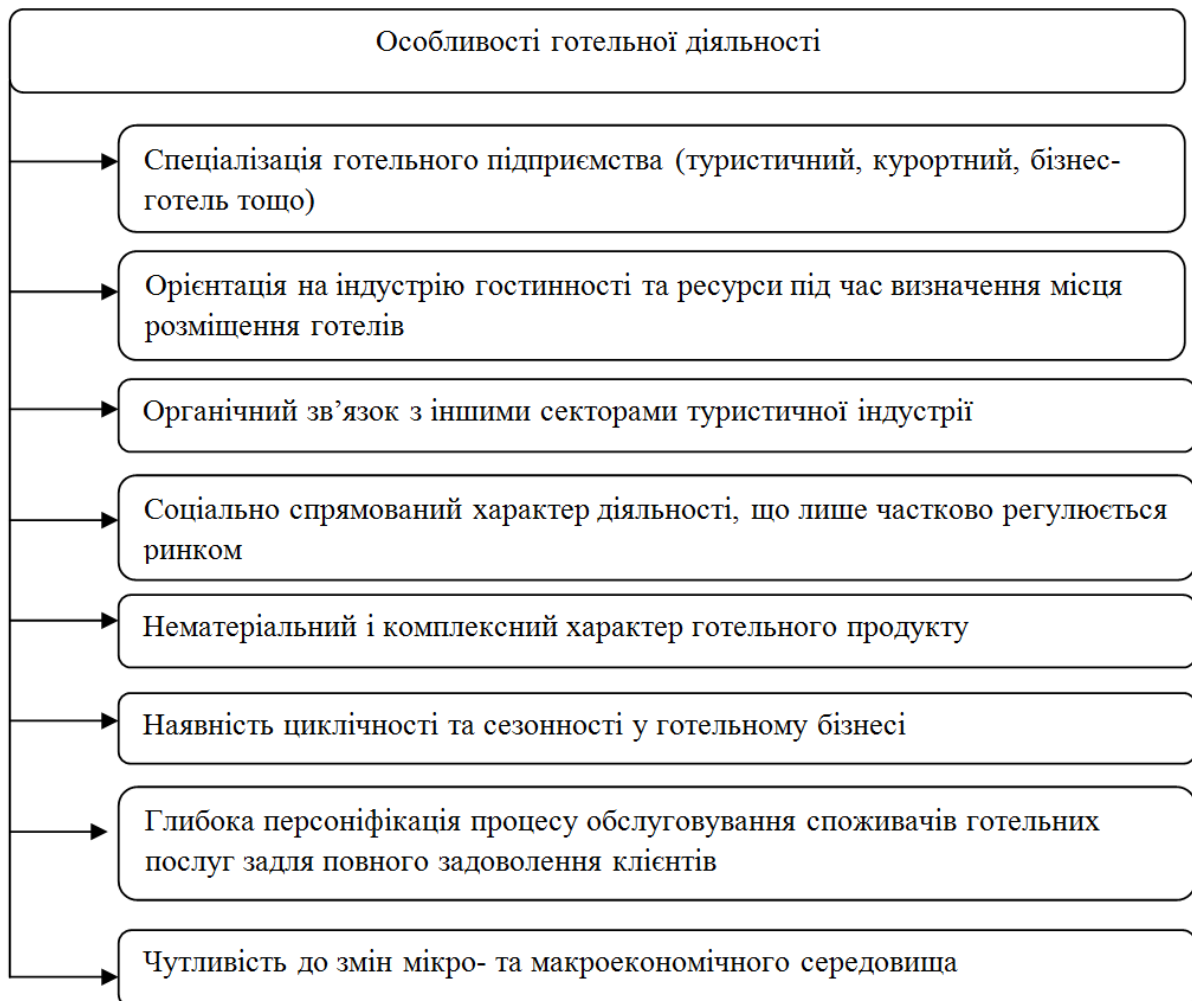 Особливості готельної діяльності
Спеціалізація готельного підприємства (туристичний, курортний, бізнес-
готель тощо)
Орієнтація на індустрію гостинності та ресурси під час визначення місця
розміщення готелів
Органічний зв’язок з іншими секторами туристичної індустрії
Соціально спрямований характер діяльності, що лише частково регулюється
ринком
Нематеріальний і комплексний характер готельного продукту
Наявність циклічності та сезонності у готельному бізнесі
Глибока персоніфікація процесу обслуговування споживачів готельних
послуг задля повного задоволення клієнтів
Чутливість до змін мікро- та макроекономічного середовища